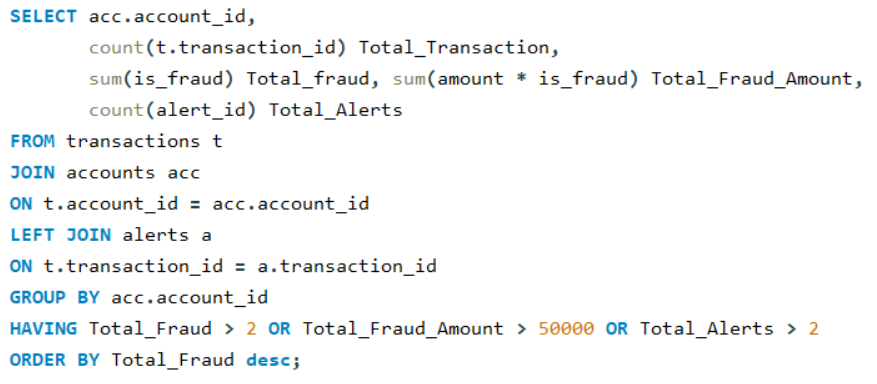 SELECT acc.account_id,
count(t.transaction_id) Total_Transaction,
sum(is_fraud) Total_fraud, sum(amount * is_fraud) Total_Fraud_Amount,
count(alert_id) Total_Alerts
FROM transactions t
JOIN accounts acc
ON t.account_id = acc.account_id
LEFT JOIN alerts a
ON t.transaction_id = a.transaction_id
GROUP BY acc.account_id
HAVING Total_Fraud > 2 OR Total_Fraud_Amount > 50000 OR Total_Alerts > 2
ORDER BY Total_Fraud desc;